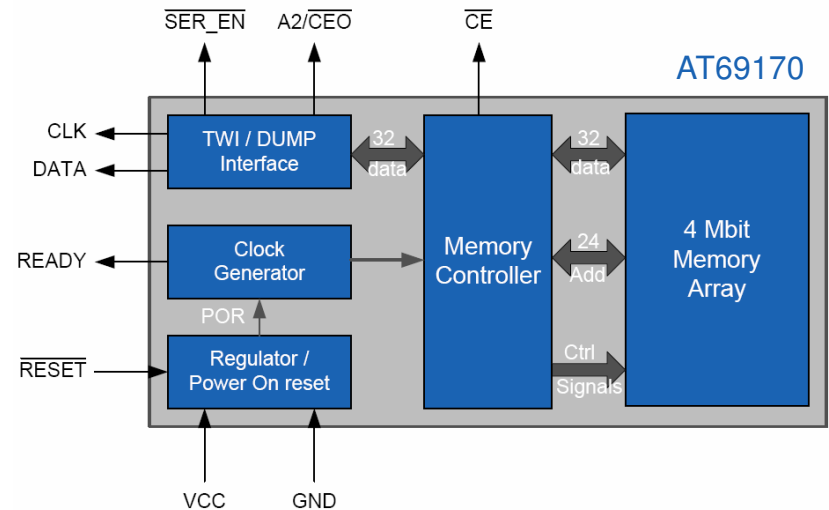 SER_EN A2/CEO CE
AT69170
CLK
DATA
TWI / DUMP
Interface
32
data
32
data
READY
Clock
Generator
Memory
Controller
24
Add
4 Mbit
Memory
Array
POR
RESET
Regulator /
Power On reset
Ctrl
Signals
VCC GND